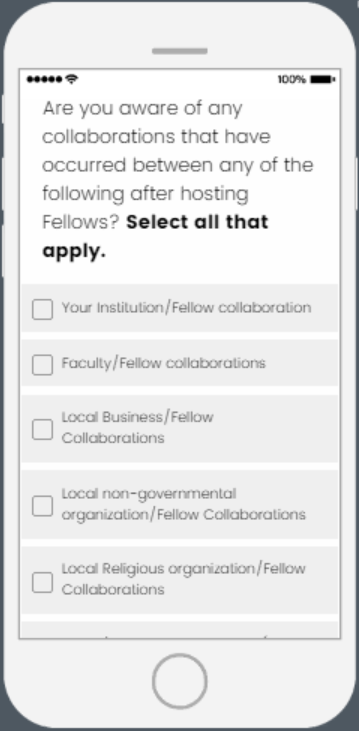 100%
Are you aware of any
collaborations that have
occurred between any of the
following after hosting
Fellows? Select all that
apply.
Your Institution/Fellow collaboration
Faculty/Fellow collaborations
Local Business/Fellow
Collaborations
Local non-governmental
organization/Fellow Collaborations
Local Religious organization/Fellow
Collaborations